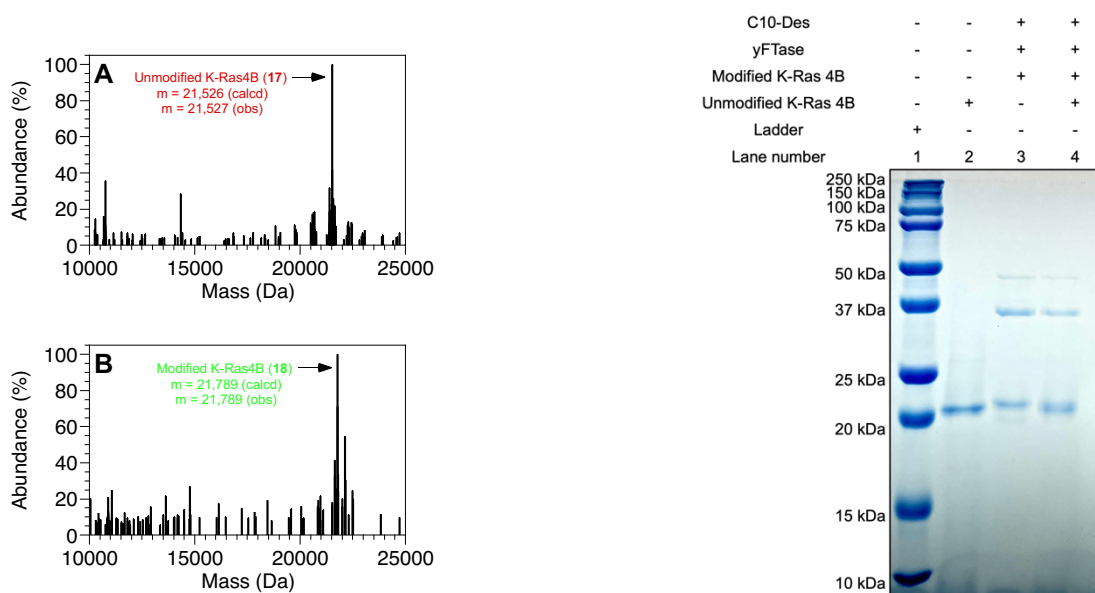 A
Unmodified K-Ras4B (17)
m = 21,526 (calcd)
m = 21,527 (obs)
Abundance (%)
100
80
60
40
20
0
10000 15000 20000 25000
Mass (Da)
B
Modified K-Ras4B (18)
m = 21,789 (calcd)
m = 21,789 (obs)
Abundance (%)
100
80
60
40
20
0
10000 15000 20000 25000
Mass (Da)
C10-Des - - + +
yFTase - - + +
Modified K-Ras 4B - - + +
Unmodified K-Ras 4B - + - +
Ladder + - - -
Lane number 1 2 3 4
250 kDa
150 kDa
100 kDa
75 kDa
50 kDa
37 kDa
25 kDa
20 kDa
15 kDa
10 kDa